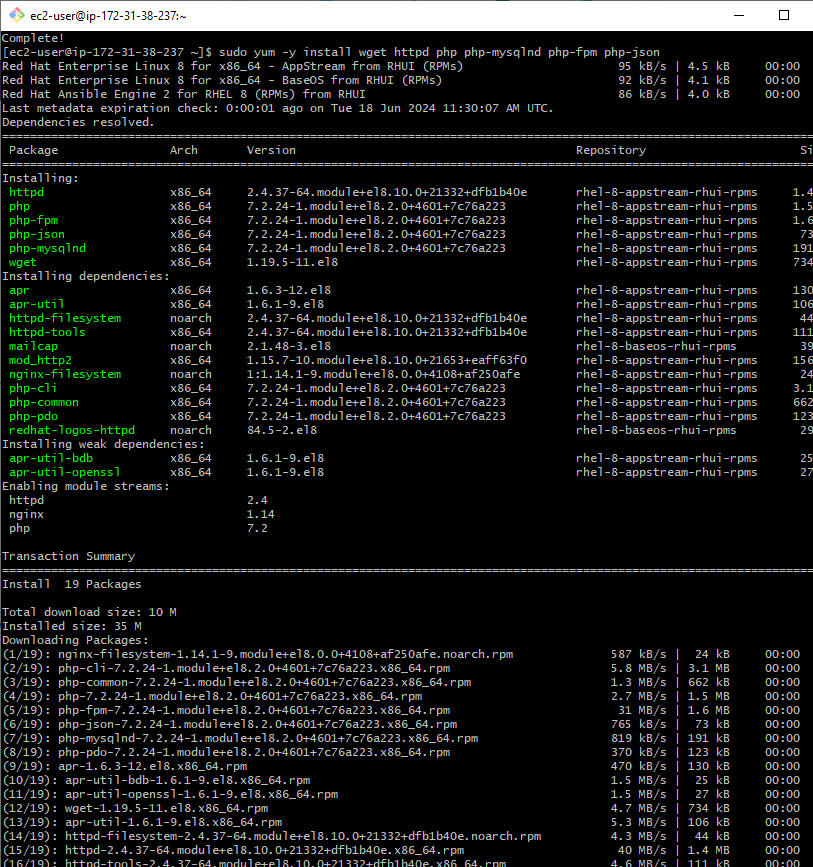 ec2-user@ip-172-31-38-237:~
Complete!
[ec2-user@ip-172-31-38-237 ~]$ sudo yum -y install wget httpd php php-mysqlnd php-fpm php-json
Red Hat Enterprise Linux 8 for x86_64 - AppStream from RHUI (RPMs) 95 kB/s | 4.5 kB 00:00
Red Hat Enterprise Linux 8 for x86_64 - BaseOS from RHUI (RPMs) 92 kB/s | 4.1 kB 00:00
Red Hat Ansible Engine 2 for RHEL 8 (RPMs) from RHUI 86 kB/s | 4.0 kB 00:00
Last metadata expiration check: 0:00:01 ago on Tue 18 Jun 2024 11:30:07 AM UTC.
Dependencies resolved.
Package Arch Version Repository Si
Installing:
httpd x86_64 2.4.37-64.module+el8.10.0+21332+dfb1b40e rhel-8-appstream-rhui-rpms 1.4
php x86_64 7.2.24-1.module+el8.2.0+4601+7c76a223 rhel-8-appstream-rhui-rpms 1.5
php-fpm x86_64 7.2.24-1.module+el8.2.0+4601+7c76a223 rhel-8-appstream-rhui-rpms 1.6
php-json x86_64 7.2.24-1.module+el8.2.0+4601+7c76a223 rhel-8-appstream-rhui-rpms 73
php-mysqlnd x86_64 7.2.24-1.module+el8.2.0+4601+7c76a223 rhel-8-appstream-rhui-rpms 191
wget x86_64 1.19.5-11.el8 rhel-8-appstream-rhui-rpms 734
Installing dependencies:
apr x86_64 1.6.3-12.el8 rhel-8-appstream-rhui-rpms 130
apr-util x86_64 1.6.1-9.el8 rhel-8-appstream-rhui-rpms 106
httpd-filesystem noarch 2.4.37-64.module+el8.10.0+21332+dfb1b40e rhel-8-appstream-rhui-rpms 44
httpd-tools x86_64 2.4.37-64.module+el8.10.0+21332+dfb1b40e rhel-8-appstream-rhui-rpms 111
mailcap noarch 2.1.48-3.el8 rhel-8-baseos-rhui-rpms 39
mod_http2 x86_64 1.15.7-10.module+el8.10.0+21653+eaff63f0 rhel-8-appstream-rhui-rpms 156
nginx-filesystem noarch 1:1.14.1-9.module+el8.0.0+4108+af250afe rhel-8-appstream-rhui-rpms 24
php-cli x86_64 7.2.24-1.module+el8.2.0+4601+7c76a223 rhel-8-appstream-rhui-rpms 3.1
php-common x86_64 7.2.24-1.module+el8.2.0+4601+7c76a223 rhel-8-appstream-rhui-rpms 662
php-pdo x86_64 7.2.24-1.module+el8.2.0+4601+7c76a223 rhel-8-appstream-rhui-rpms 123
redhat-logos-httpd noarch 84.5-2.el8 rhel-8-baseos-rhui-rpms 29
Installing weak dependencies:
apr-util-bdb x86_64 1.6.1-9.el8 rhel-8-appstream-rhui-rpms 25
apr-util-openssl x86_64 1.6.1-9.el8 rhel-8-appstream-rhui-rpms 27
Enabling module streams:
httpd 2.4
nginx 1.14
php 7.2
Transaction Summary
Install 19 Packages
Total download size: 10 M
Installed size: 35 M
Downloading Packages:
(1/19): nginx-filesystem-1.14.1-9.module+el8.0.0+4108+af250afe.noarch.rpm 587 kB/s | 24 kB 00:00
(2/19): php-cli-7.2.24-1.module+el8.2.0+4601+7c76a223.x86_64.rpm 5.8 MB/s | 3.1 MB 00:00
(3/19): php-common-7.2.24-1.module+el8.2.0+4601+7c76a223.x86_64.rpm 1.3 MB/s | 662 kB 00:00
(4/19): php-7.2.24-1.module+el8.2.0+4601+7c76a223.x86_64.rpm 2.7 MB/s | 1.5 MB 00:00
(5/19): php-fpm-7.2.24-1.module+el8.2.0+4601+7c76a223.x86_64.rpm 31 MB/s | 1.6 MB 00:00
(6/19): php-json-7.2.24-1.module+el8.2.0+4601+7c76a223.x86_64.rpm 765 kB/s | 73 kB 00:00
(7/19): php-mysqlnd-7.2.24-1.module+el8.2.0+4601+7c76a223.x86_64.rpm 819 kB/s | 191 kB 00:00
(8/19): php-pdo-7.2.24-1.module+el8.2.0+4601+7c76a223.x86_64.rpm 370 kB/s | 123 kB 00:00
(9/19): apr-1.6.3-12.el8.x86_64.rpm 470 kB/s | 130 kB 00:00
(10/19): apr-util-bdb-1.6.1-9.el8.x86_64.rpm 1.5 MB/s | 25 kB 00:00
(11/19): apr-util-openssl-1.6.1-9.el8.x86_64.rpm 1.5 MB/s | 27 kB 00:00
(12/19): wget-1.19.5-11.el8.x86_64.rpm 4.7 MB/s | 734 kB 00:00
(13/19): apr-util-1.6.1-9.el8.x86_64.rpm 5.3 MB/s | 106 kB 00:00
(14/19): httpd-filesystem-2.4.37-64.module+el8.10.0+21332+dfb1b40e.noarch.rpm 4.3 MB/s | 44 kB 00:00
(15/19): httpd-2.4.37-64.module+el8.10.0+21332+dfb1b40e.x86_64.rpm 40 MB/s | 1.4 MB 00:00
(16/19): httpd-tools-2.4.37-64.module+el8.10.0+21332+dfb1b40e.x86_64.rpm 4.6 MB/s | 111 kB 00:00